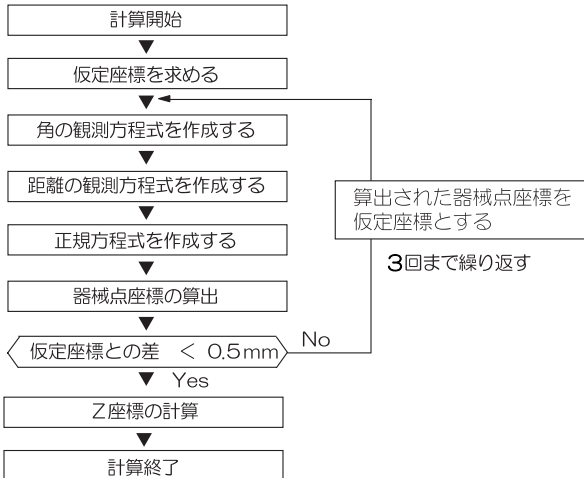 計算開始
仮定座標を求める
角の観測方程式を作成する
距離の観測方程式を作成する
正規方程式を作成する
器械点座標の算出
仮定座標との差 < 0.5mm
No
算出された器械点座標を
仮定座標とする
3回まで繰り返す
Yes
Z座標の計算
計算終了